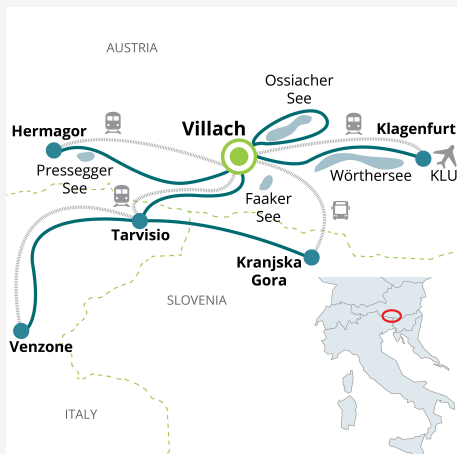 AUSTRIA
Ossiacher
See
Hermagor
Villach
Klagenfurt
Pressegger
See
Wörthersee
KLU
Faaker
See
Tarvisio
Kranjska
Gora
SLOVENIA
Venzone
ITALY